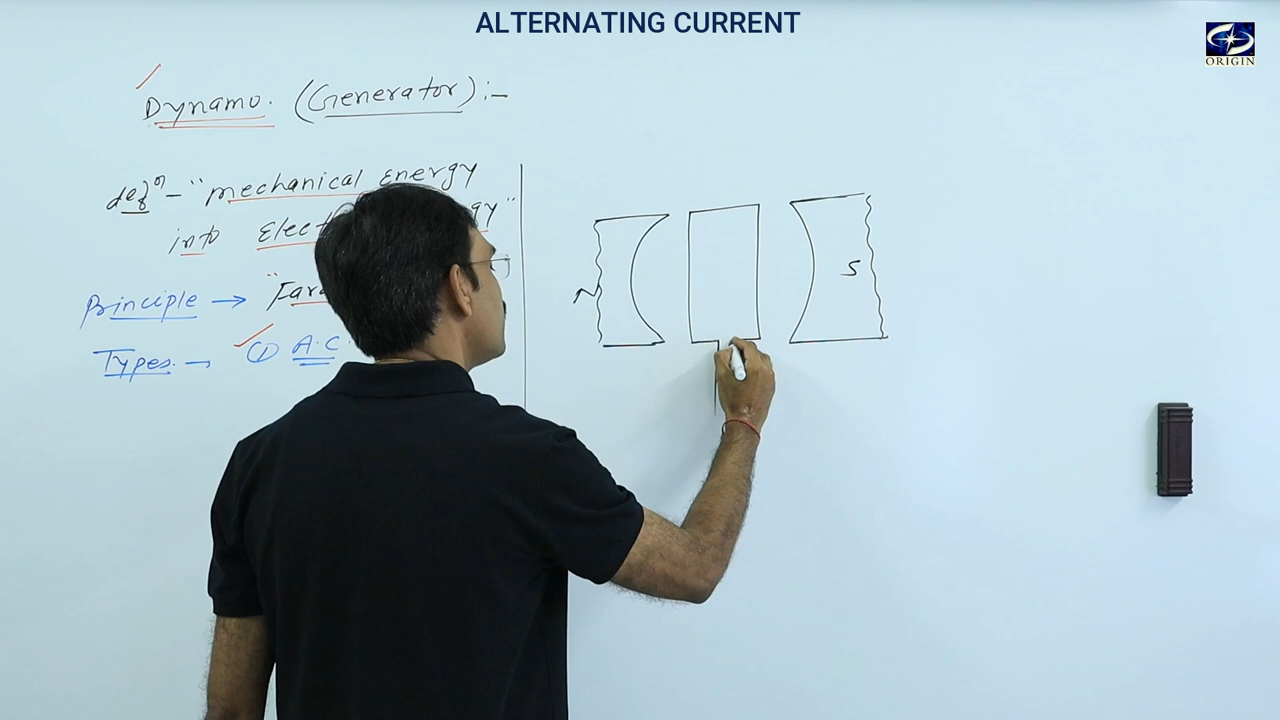 ALTERNATING CURRENT
ORIGIN
Dynamo. (Generator):-
defⁿ - "mechanical energy
into
Principle →
Types. → ① A.C.
N
S